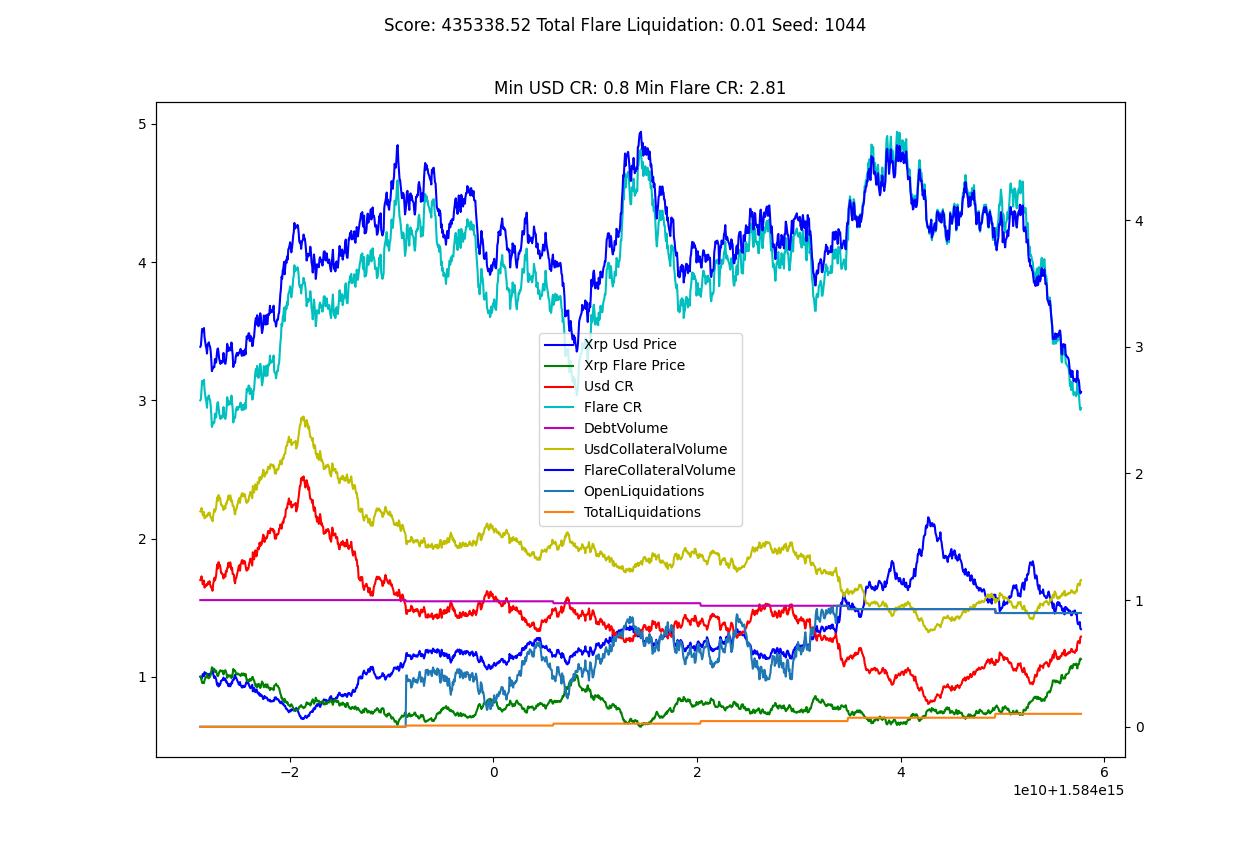 Score: 435338.52 Total Flare Liquidation: 0.01 Seed: 1044
Min USD CR: 0.8 Min Flare CR: 2.81
5
4
3
2
1
4
3
2
1
0
Xrp Usd Price
Xrp Flare Price
Usd CR
Flare CR
DebtVolume
UsdCollateralVolume
FlareCollateralVolume
OpenLiquidations
TotalLiquidations
−2 0 2 4 6
1e10+1.584e15